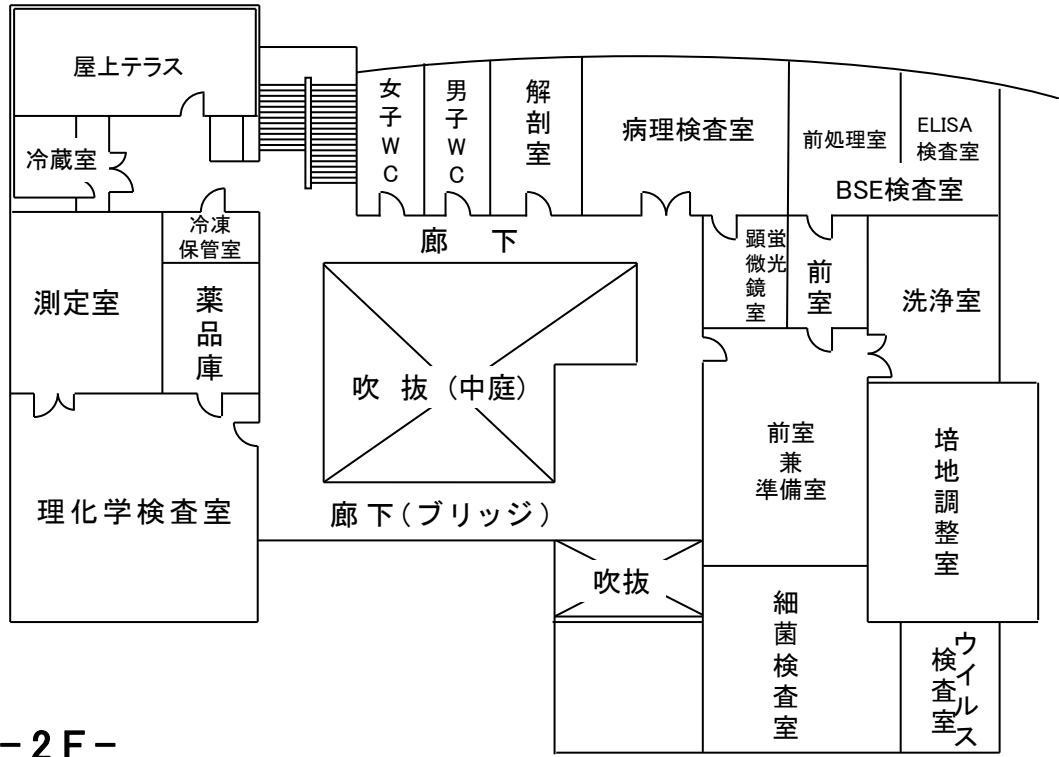 屋上テラス
冷蔵室
女子WC
男子WC
解剖室
病理検査室
前処理室
ELISA
検査室
BSE検査室
廊 下
冷凍
保管室
測定室
薬品庫
蛍光
顕微鏡室
前室
洗浄室
吹 抜 (中庭)
前室
兼
準備室
培地調整室
理化学検査室
廊 下 (ブリッジ)
吹抜
細菌検査室
ウイルス
検査室
-2F-